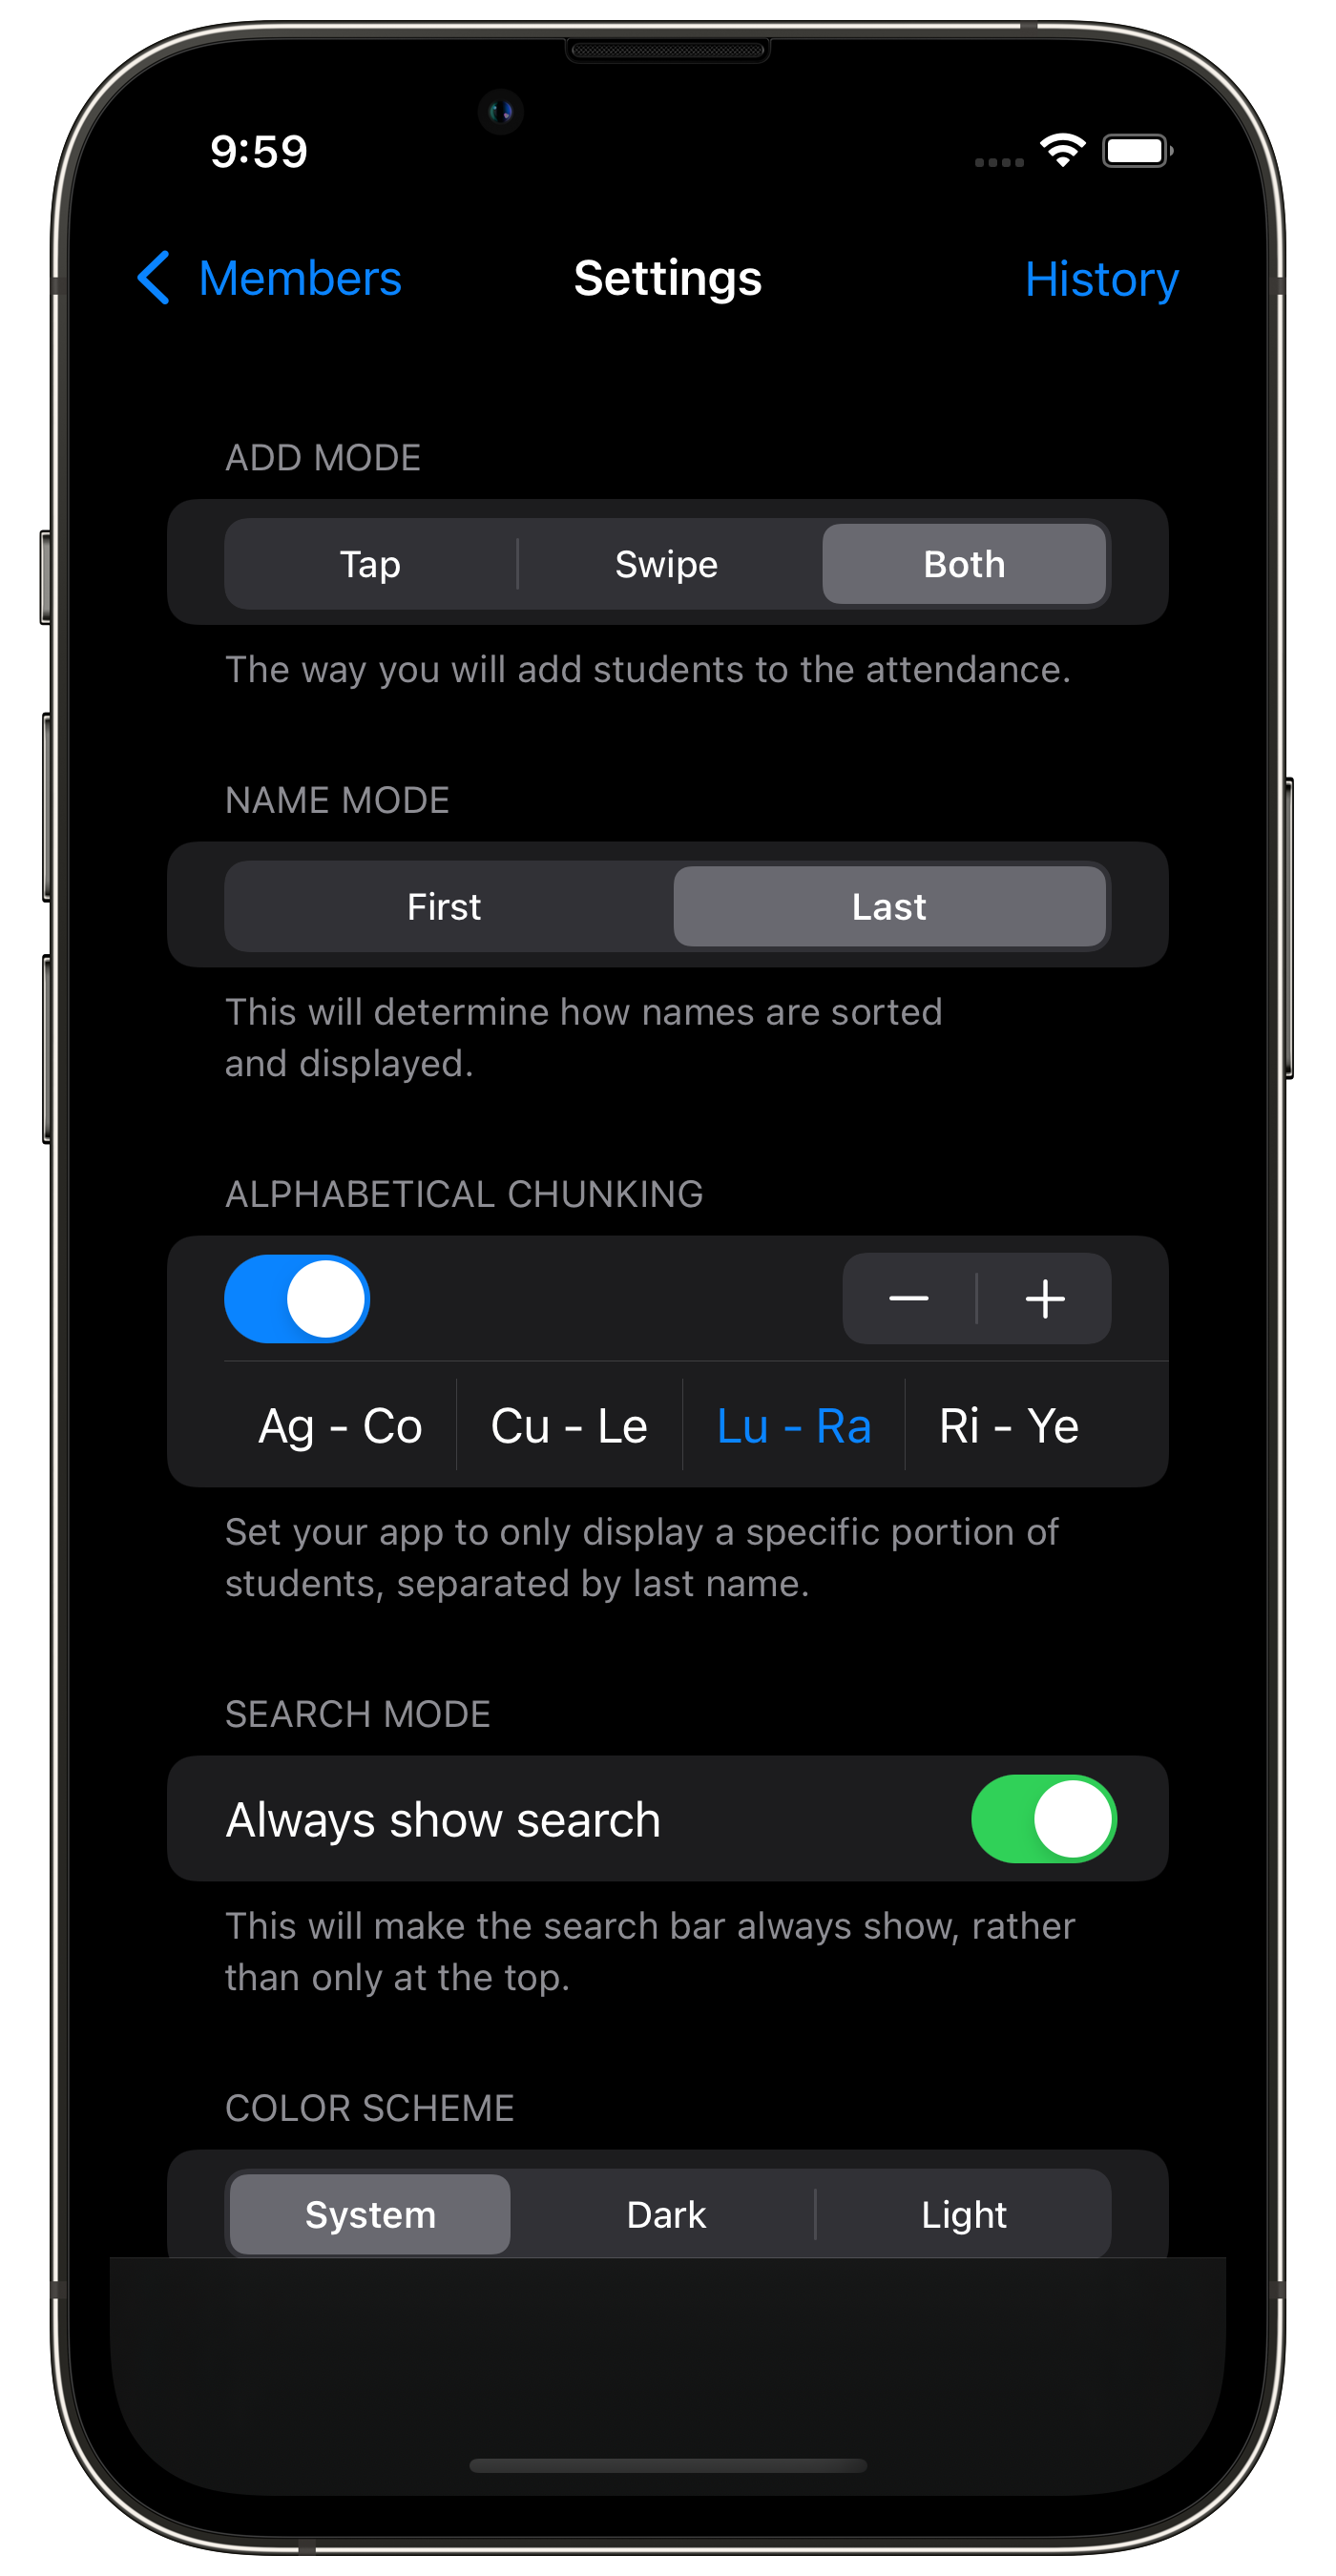 9:59
Members Settings History
ADD MODE
Tap Swipe Both
The way you will add students to the attendance.
NAME MODE
First Last
This will determine how names are sorted
and displayed.
ALPHABETICAL CHUNKING
Ag - Co Cu - Le Lu - Ra Ri - Ye
Set your app to only display a specific portion of
students, separated by last name.
SEARCH MODE
Always show search
This will make the search bar always show, rather
than only at the top.
COLOR SCHEME
System Dark Light